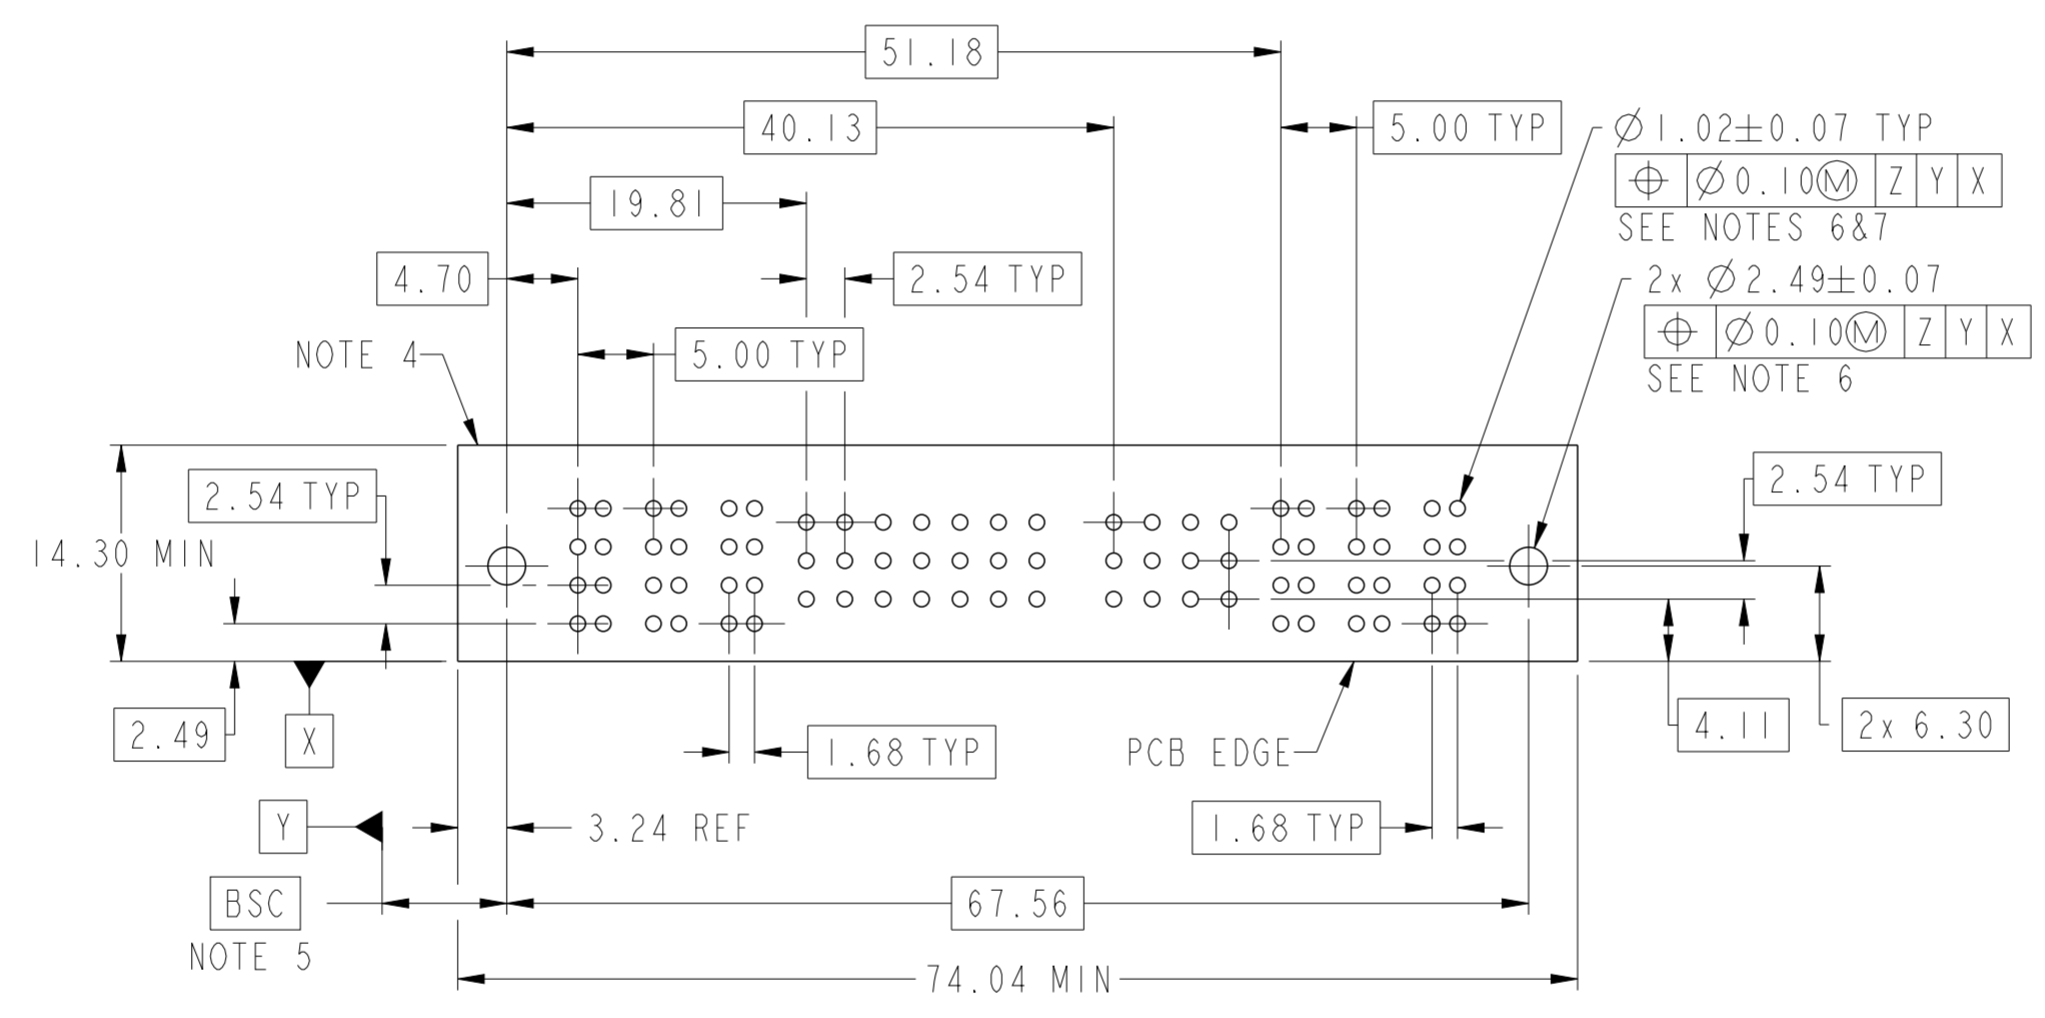 51.18
40.13
5.00 TYP
Ø1.02±0.07 TYP
⌖ Ø0.10Ⓜ Z Y X
SEE NOTES 6&7
19.81
4.70
2.54 TYP
2x Ø2.49±0.07
⌖ Ø0.10Ⓜ Z Y X
SEE NOTE 6
NOTE 4
5.00 TYP
2.54 TYP
2.54 TYP
14.30 MIN
2.49
X
1.68 TYP
PCB EDGE
4.11
2x 6.30
Y
3.24 REF
1.68 TYP
BSC
NOTE 5
67.56
74.04 MIN